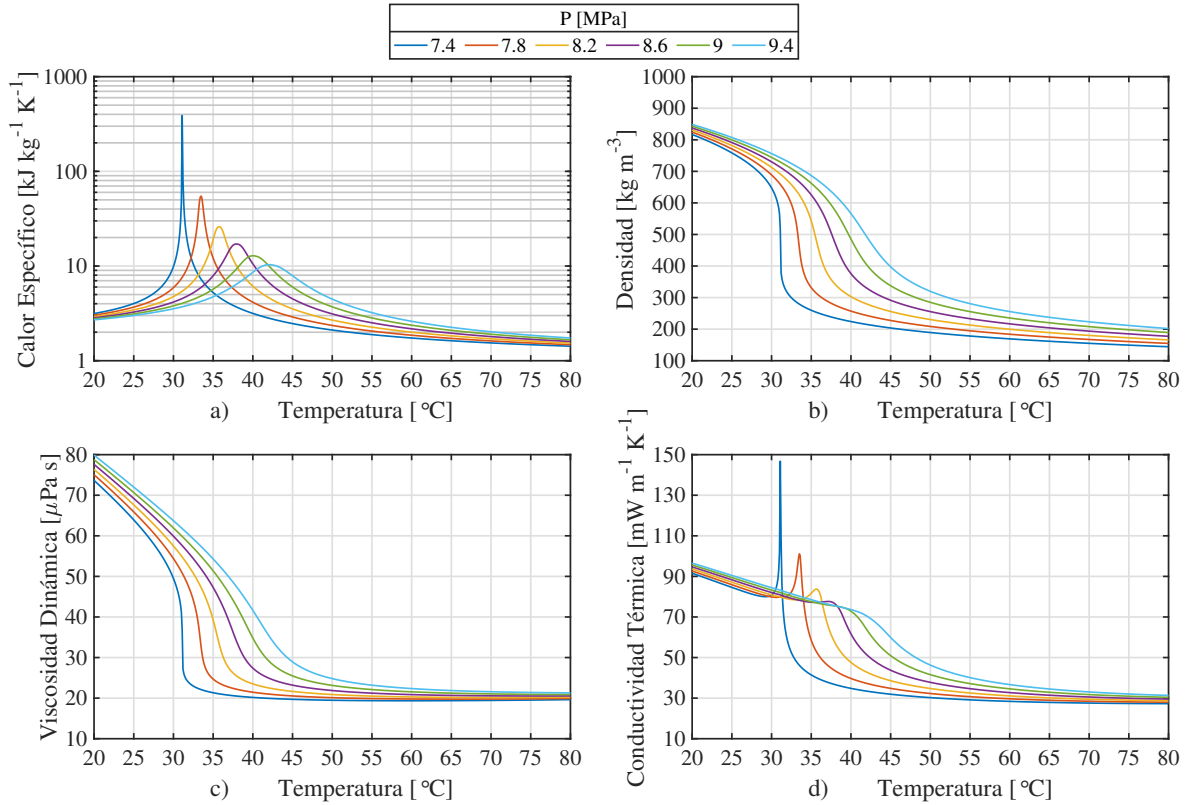 P [MPa]
7.4 7.8 8.2 8.6 9 9.4
Calor Específico [kJ kg⁻¹ K⁻¹]
1000
100
10
1
20 25 30 35 40 45 50 55 60 65 70 75 80
a) Temperatura [°C]
Densidad [kg m⁻³]
1000
900
800
700
600
500
400
300
200
100
20 25 30 35 40 45 50 55 60 65 70 75 80
b) Temperatura [°C]
Viscosidad Dinámica [μPa s]
80
70
60
50
40
30
20
10
20 25 30 35 40 45 50 55 60 65 70 75 80
c) Temperatura [°C]
Conductividad Térmica [mW m⁻¹ K⁻¹]
150
130
110
90
70
50
30
10
20 25 30 35 40 45 50 55 60 65 70 75 80
d) Temperatura [°C]